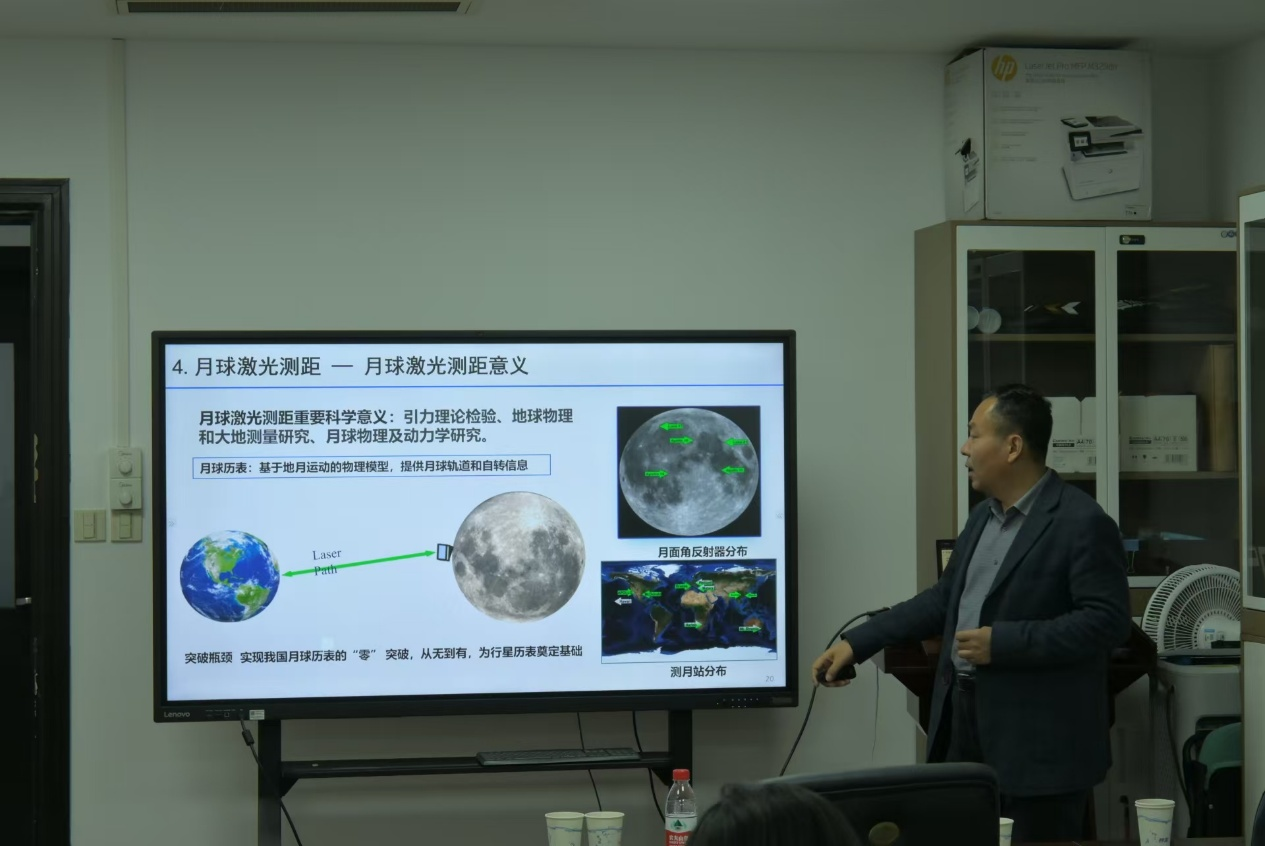 hp
LaserJet Pro MFP
4. 月球激光测距 — 月球激光测距意义
月球激光测距重要科学意义：引力理论检验、地球物理
和大地测量研究、月球物理及动力学研究。
月球历表：基于地月运动的物理模型，提供月球轨道和自转信息
Laser
Path
月面角反射器分布
突破瓶颈 实现我国月球历表的“零”突破，从无到有，为行星历表奠定基础
测月站分布
20
Lenovo